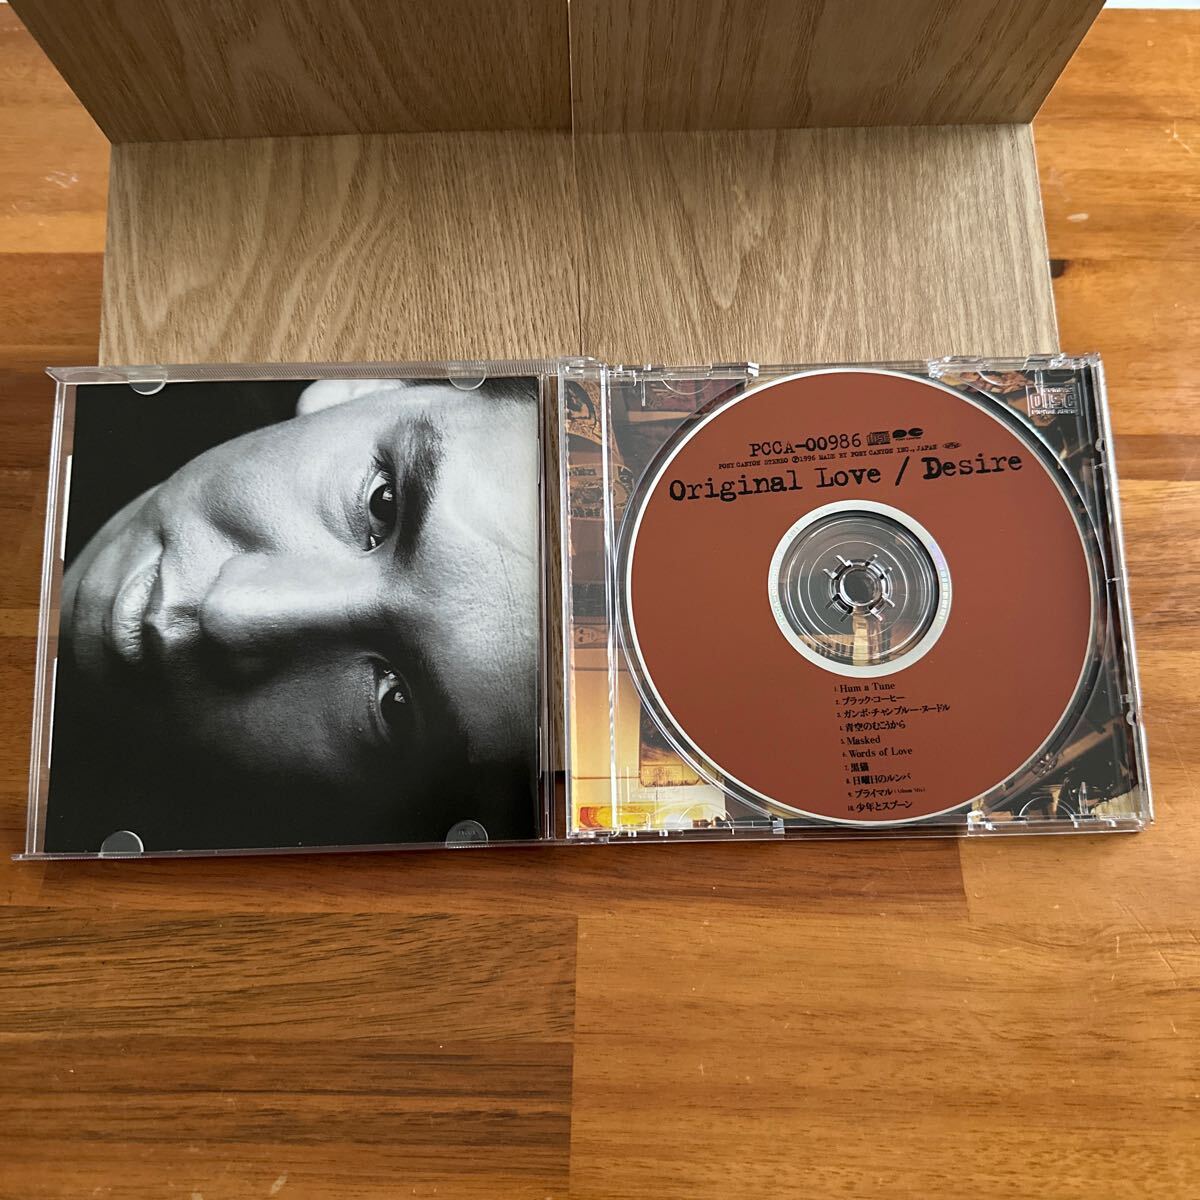 PCCA-00986
PONY CANYON
PONY CANYON STEREO ℗1996 MADE BY PONY CANYON INC., JAPAN
Original Love / Desire
1. Hum a Tune
2. ブラック・コーヒー
3. ガンボ・チャンプルー・ヌードル
4. 青空のむこうから
5. Masked
6. Words of Love
7. 黒猫
8. 日曜日のルンバ
9. プライマル (Album Mix)
10. 少年とスプーン
DISC